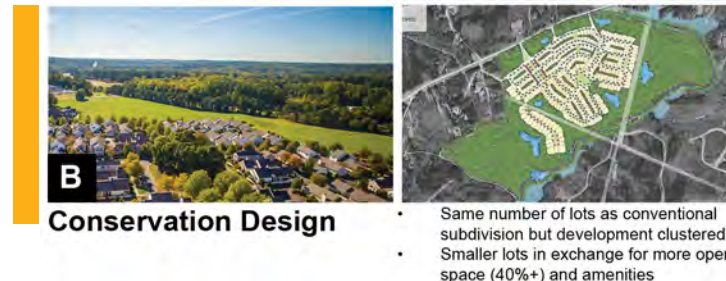 B
Conservation Design
• Same number of lots as conventional
subdivision but development clustered
• Smaller lots in exchange for more open
space (40%+) and amenities